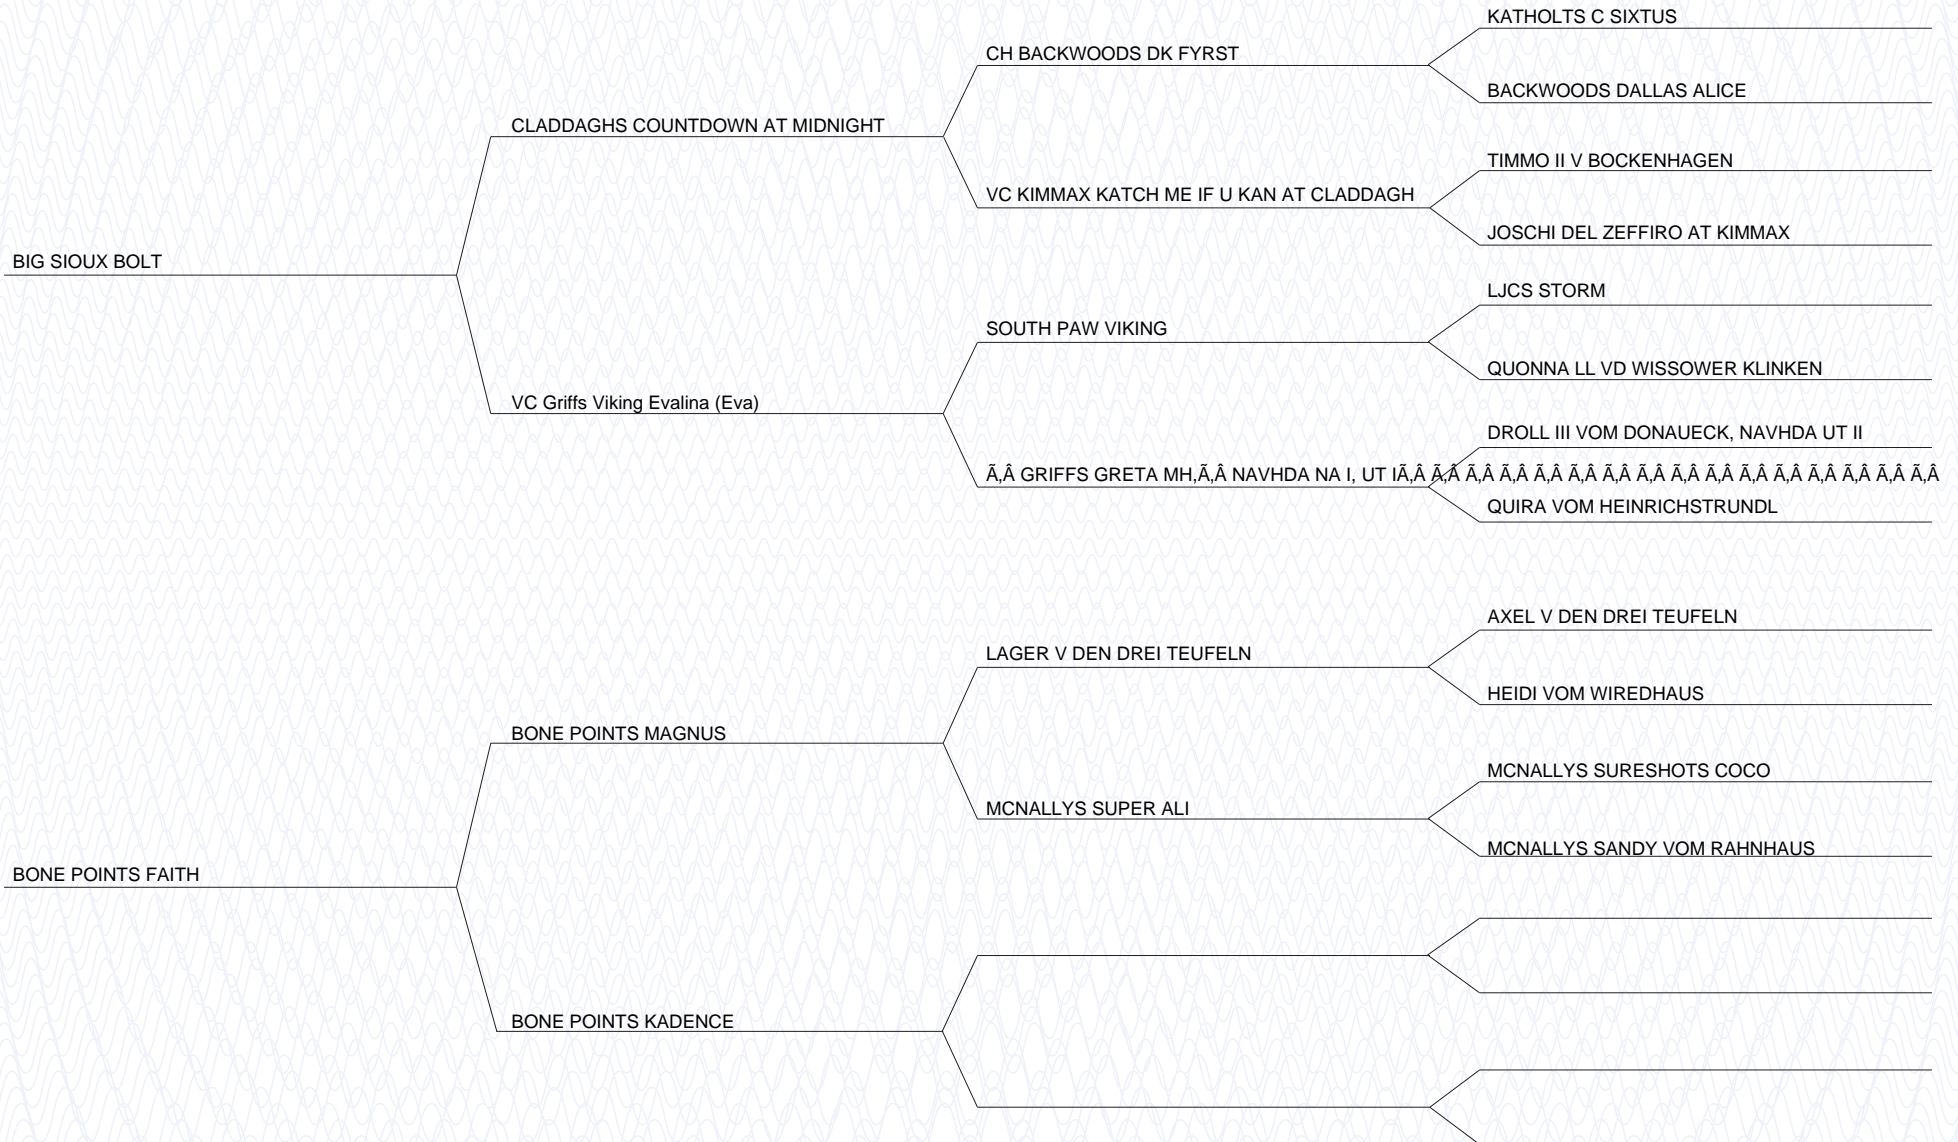 KATHOLTS C SIXTUS
CH BACKWOODS DK FYRST
BACKWOODS DALLAS ALICE
CLADDAGHS COUNTDOWN AT MIDNIGHT
TIMMO II V BOCKENHAGEN
VC KIMMAX KATCH ME IF U KAN AT CLADDAGH
JOSCHI DEL ZEFFIRO AT KIMMAX
BIG SIOUX BOLT
LJCS STORM
SOUTH PAW VIKING
QUONNA LL VD WISSOWER KLINKEN
VC Griffs Viking Evalina (Eva)
DROLL III VOM DONAUECK, NAVHDA UT II
Ã,Â GRIFFS GRETA MH,Ã,Â NAVHDA NA I, UT IÃ,Â Ã,Â Ã,Â Ã,Â Ã,Â Ã,Â Ã,Â Ã,Â Ã,Â Ã,Â Ã,Â Ã,Â Ã,Â Ã,Â Ã,Â Ã,Â
QUIRA VOM HEINRICHSTRUNDL
AXEL V DEN DREI TEUFELN
LAGER V DEN DREI TEUFELN
HEIDI VOM WIREDHAUS
BONE POINTS MAGNUS
MCNALLYS SURESHOTS COCO
MCNALLYS SUPER ALI
MCNALLYS SANDY VOM RAHNHAUS
BONE POINTS FAITH
BONE POINTS KADENCE